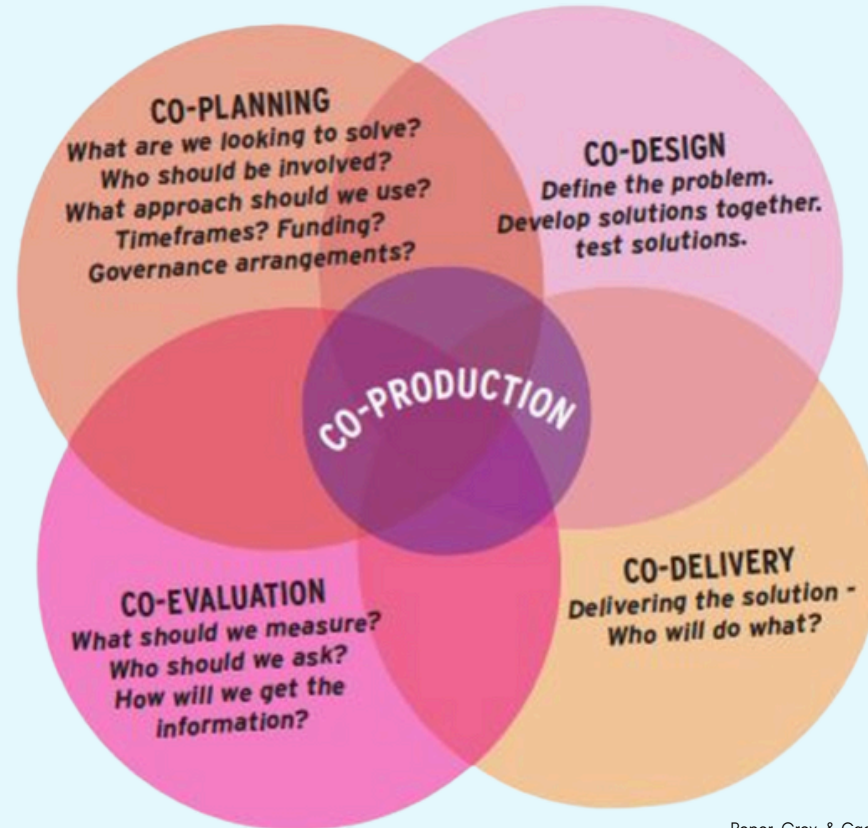 CO-PLANNING
What are we looking to solve?
Who should be involved?
What approach should we use?
Timeframes? Funding?
Governance arrangements?
CO-DESIGN
Define the problem.
Develop solutions together.
test solutions.
CO-PRODUCTION
CO-EVALUATION
What should we measure?
Who should we ask?
How will we get the
information?
CO-DELIVERY
Delivering the solution -
Who will do what?